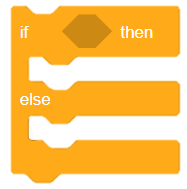 if then
else